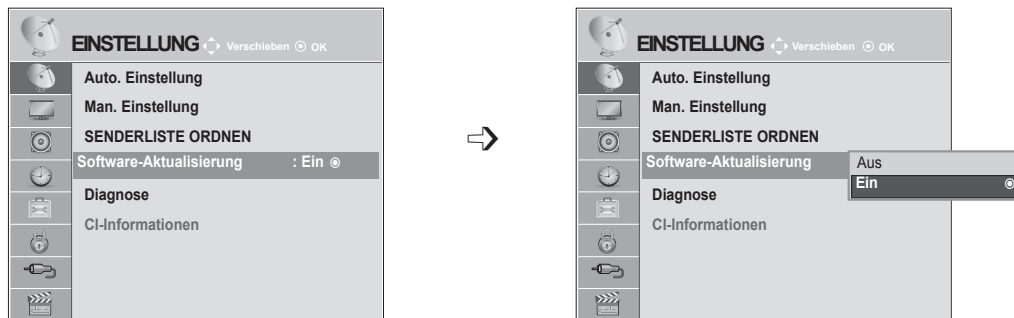 EINSTELLUNG Verschieben OK
Auto. Einstellung
Man. Einstellung
SENDERLISTE ORDNEN
Software-Aktualisierung : Ein
Diagnose
CI-Informationen
EINSTELLUNG Verschieben OK
Auto. Einstellung
Man. Einstellung
SENDERLISTE ORDNEN
Software-Aktualisierung
Aus
Ein
Diagnose
CI-Informationen